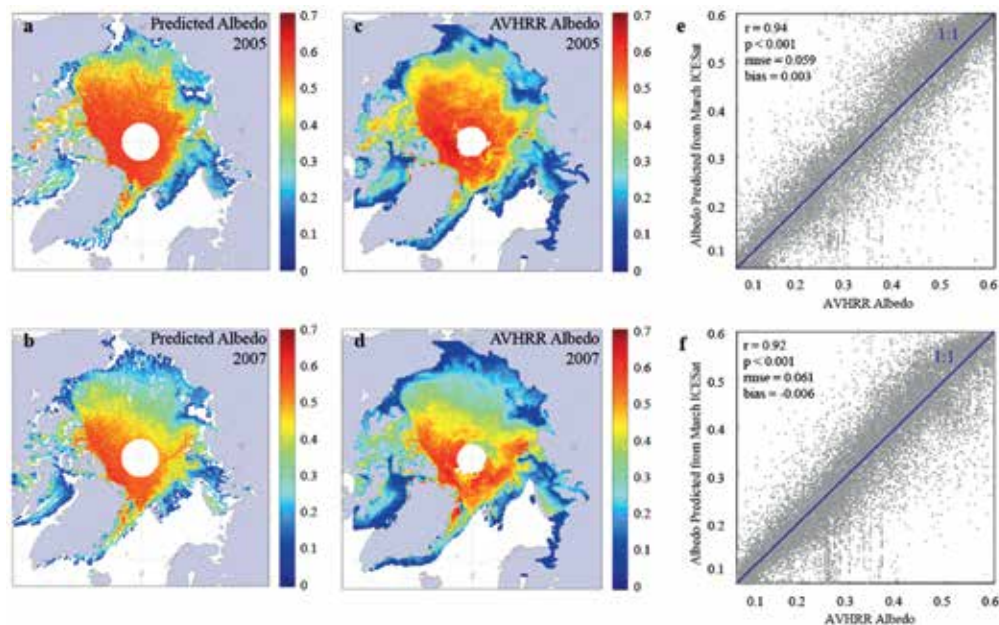 a
Predicted Albedo
2005
0.7
0.6
0.5
0.4
0.3
0.2
0.1
0
c
AVHRR Albedo
2005
0.7
0.6
0.5
0.4
0.3
0.2
0.1
0
e
r = 0.94
p < 0.001
rmse = 0.059
bias = 0.003
1:1
Albedo Predicted from March ICESat
0.6
0.5
0.4
0.3
0.2
0.1
0.1 0.2 0.3 0.4 0.5 0.6
AVHRR Albedo
b
Predicted Albedo
2007
0.7
0.6
0.5
0.4
0.3
0.2
0.1
0
d
AVHRR Albedo
2007
0.7
0.6
0.5
0.4
0.3
0.2
0.1
0
f
r = 0.92
p < 0.001
rmse = 0.061
bias = -0.006
1:1
Albedo Predicted from March ICESat
0.6
0.5
0.4
0.3
0.2
0.1
0.1 0.2 0.3 0.4 0.5 0.6
AVHRR Albedo